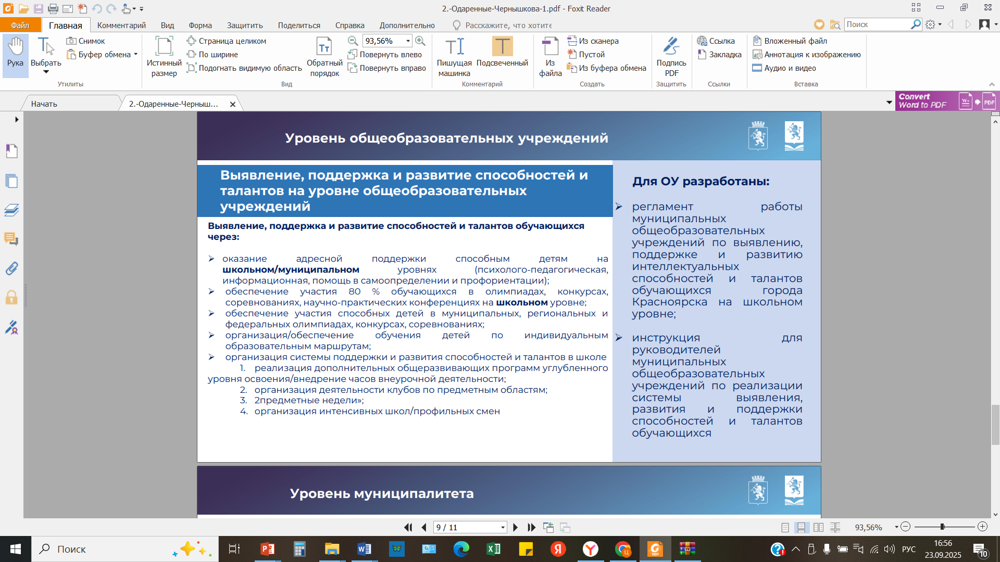 2.-Одаренные-Чернышкова-1.pdf - Foxit Reader
Файл
Главная
Комментарий
Вид
Форма
Защитить
Поделиться
Справка
Дополнительно
Расскажите, что хотите
Поиск
Рука
Выбрать
Снимок
Буфер обмена
Утилиты
Истинный
размер
Страница целиком
По ширине
Подогнать видимую область
Обратный
порядок
93,56%
Повернуть влево
Повернуть вправо
Вид
Пишущая
машинка
Подсвеченный
Комментарий
Из
файла
Из сканера
Пустой
Из буфера обмена
Создать
Подпись
PDF
Защитить
Ссылка
Закладка
Ссылки
Вложенный файл
Аннотация к изображению
Аудио и видео
Вставка
Начать
2.-Одаренные-Черныш...
Convert
Word to PDF
W
PDF
Уровень общеобразовательных учреждений
Выявление, поддержка и развитие способностей и
талантов на уровне общеобразовательных
учреждений
Выявление, поддержка и развитие способностей и талантов обучающихся
через:
оказание адресной поддержки способным детям на
школьном/муниципальном уровнях (психолого-педагогическая,
информационная, помощь в самоопределении и профориентации);
обеспечение участия 80 % обучающихся в олимпиадах, конкурсах,
соревнованиях, научно-практических конференциях на школьном уровне;
обеспечение участия способных детей в муниципальных, региональных и
федеральных олимпиадах, конкурсах, соревнованиях;
организация/обеспечение обучения детей по индивидуальным
образовательным маршрутам;
организация системы поддержки и развития способностей и талантов в школе
1. реализация дополнительных общеразвивающих программ углубленного
уровня освоения/внедрение часов внеурочной деятельности;
2. организация деятельности клубов по предметным областям;
3. 2предметные недели»;
4. организация интенсивных школ/профильных смен
Для ОУ разработаны:
регламент работы
муниципальных
общеобразовательных
учреждений по выявлению,
поддержке и развитию
интеллектуальных
способностей и талантов
обучающихся города
Красноярска на школьном
уровне;
инструкция для
руководителей
муниципальных
общеобразовательных
учреждений по реализации
системы выявления,
развития и поддержки
способностей и талантов
обучающихся
Уровень муниципалитета
9 / 11
93,56%
Поиск
РУС
16:56
23.09.2025
10